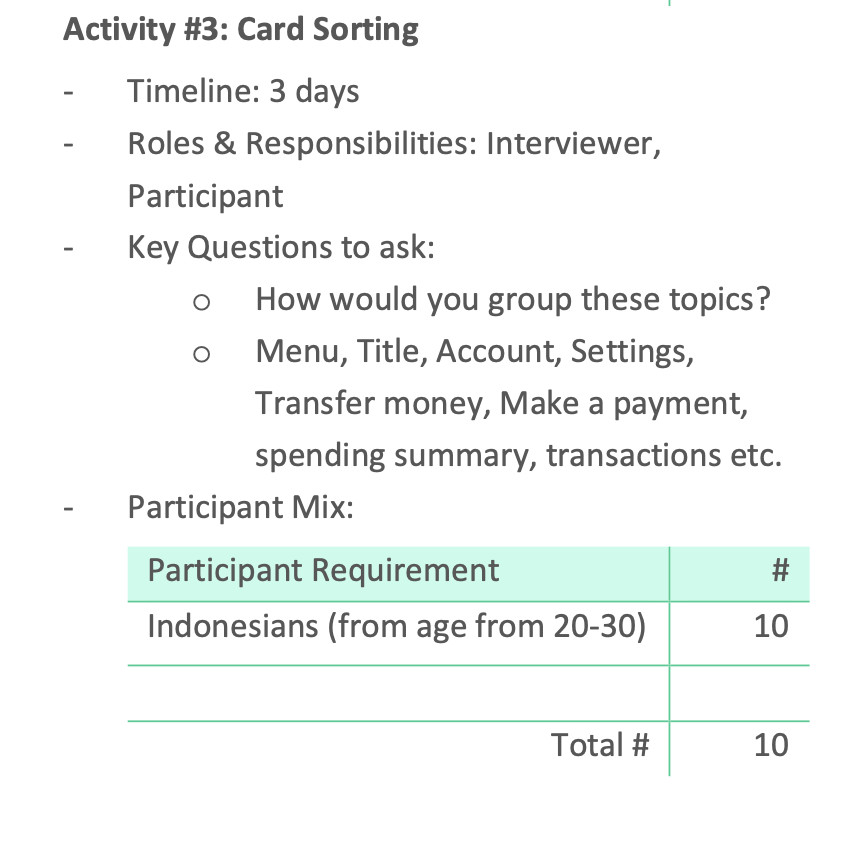 Activity #3: Card Sorting
- Timeline: 3 days
- Roles & Responsibilities: Interviewer,
Participant
- Key Questions to ask:
o How would you group these topics?
o Menu, Title, Account, Settings,
Transfer money, Make a payment,
spending summary, transactions etc.
- Participant Mix:
Participant Requirement #
Indonesians (from age from 20-30) 10
Total # 10